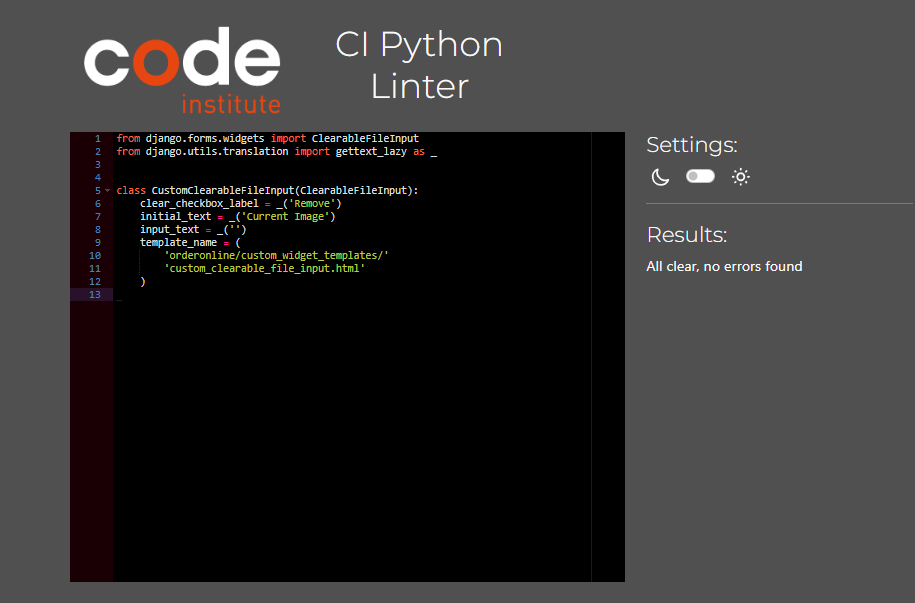 code
institute
CI Python
Linter
1 from django.forms.widgets import ClearableFileInput
2 from django.utils.translation import gettext_lazy as _
3
4
5 class CustomClearableFileInput(ClearableFileInput):
6     clear_checkbox_label = _('Remove')
7     initial_text = _('Current Image')
8     input_text = _('')
9     template_name = (
10         'orderonline/custom_widget_templates/'
11         'custom_clearable_file_input.html'
12     )
13
Settings:
Results:
All clear, no errors found